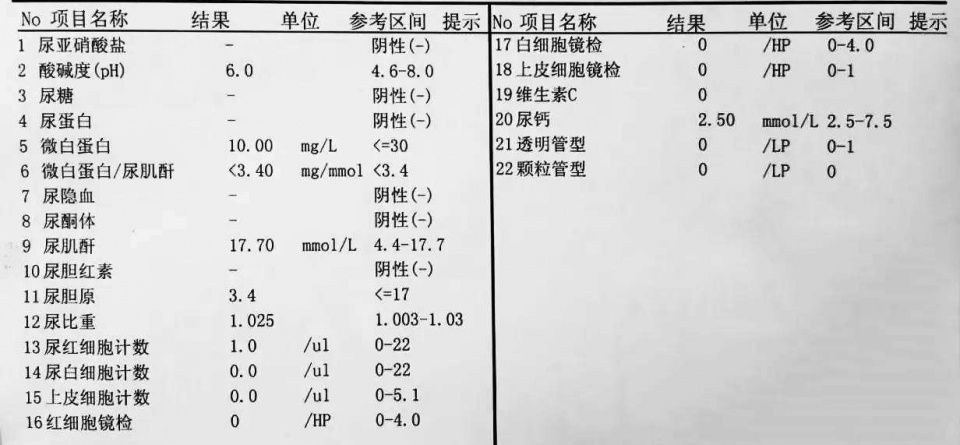 No 项目名称 结果 单位 参考区间 提示
1 尿亚硝酸盐 - 阴性(-)
2 酸碱度(pH) 6.0 4.6-8.0
3 尿糖 - 阴性(-)
4 尿蛋白 - 阴性(-)
5 微白蛋白 10.00 mg/L <=30
6 微白蛋白/尿肌酐 <3.40 mg/mmol <3.4
7 尿隐血 - 阴性(-)
8 尿酮体 - 阴性(-)
9 尿肌酐 17.70 mmol/L 4.4-17.7
10 尿胆红素 - 阴性(-)
11 尿胆原 3.4 <=17
12 尿比重 1.025 1.003-1.03
13 尿红细胞计数 1.0 /ul 0-22
14 尿白细胞计数 0.0 /ul 0-22
15 上皮细胞计数 0.0 /ul 0-5.1
16 红细胞镜检 0 /HP 0-4.0
No 项目名称 结果 单位 参考区间 提示
17 白细胞镜检 0 /HP 0-4.0
18 上皮细胞镜检 0 /HP 0-1
19 维生素C 0
20 尿钙 2.50 mmol/L 2.5-7.5
21 透明管型 0 /LP 0-1
22 颗粒管型 0 /LP 0